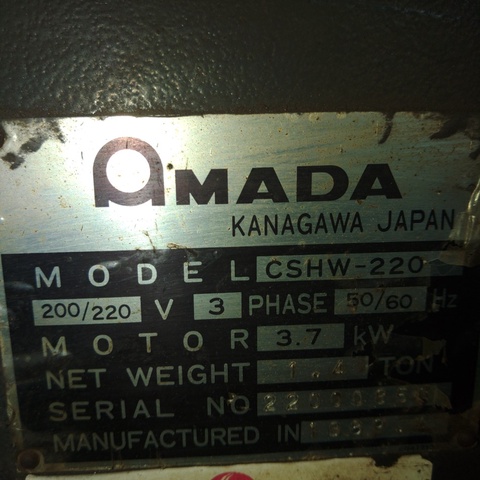 AMADA
KANAGAWA JAPAN
MODEL CSHW-220
200/220 V 3 PHASE 50/60 Hz
MOTOR 3.7 kW
NET WEIGHT TON
SERIAL NO
MANUFACTURED IN